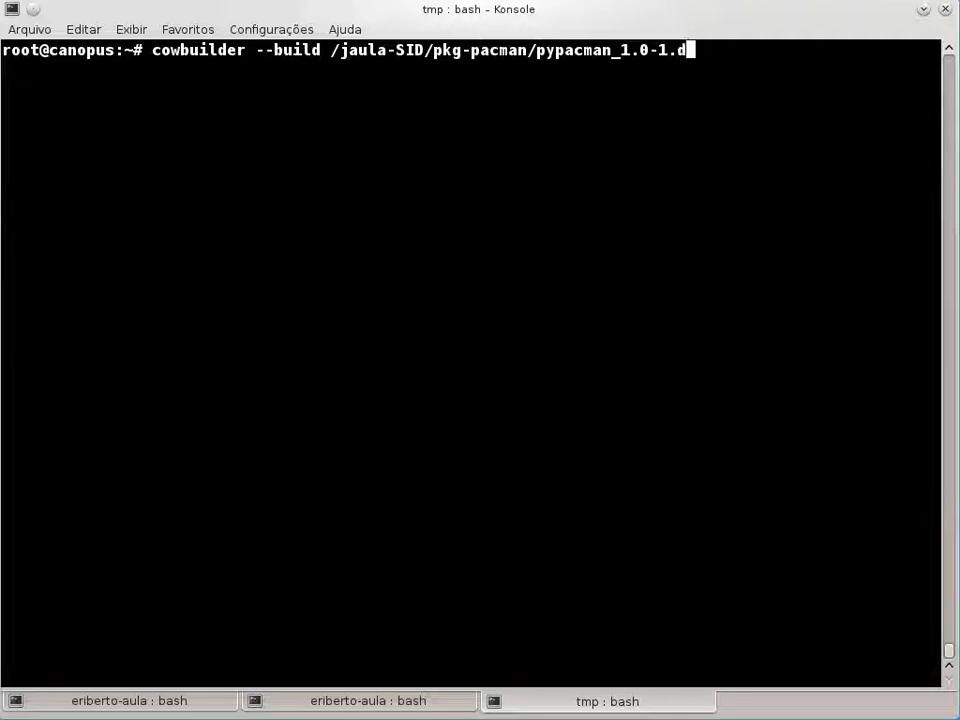 tmp : bash – Konsole
Arquivo Editar Exibir Favoritos Configurações Ajuda
root@canopus:~# cowbuilder --build /jaula-SID/pkg-pacman/pypacman_1.0-1.d
eriberto-aula : bash eriberto-aula : bash tmp : bash